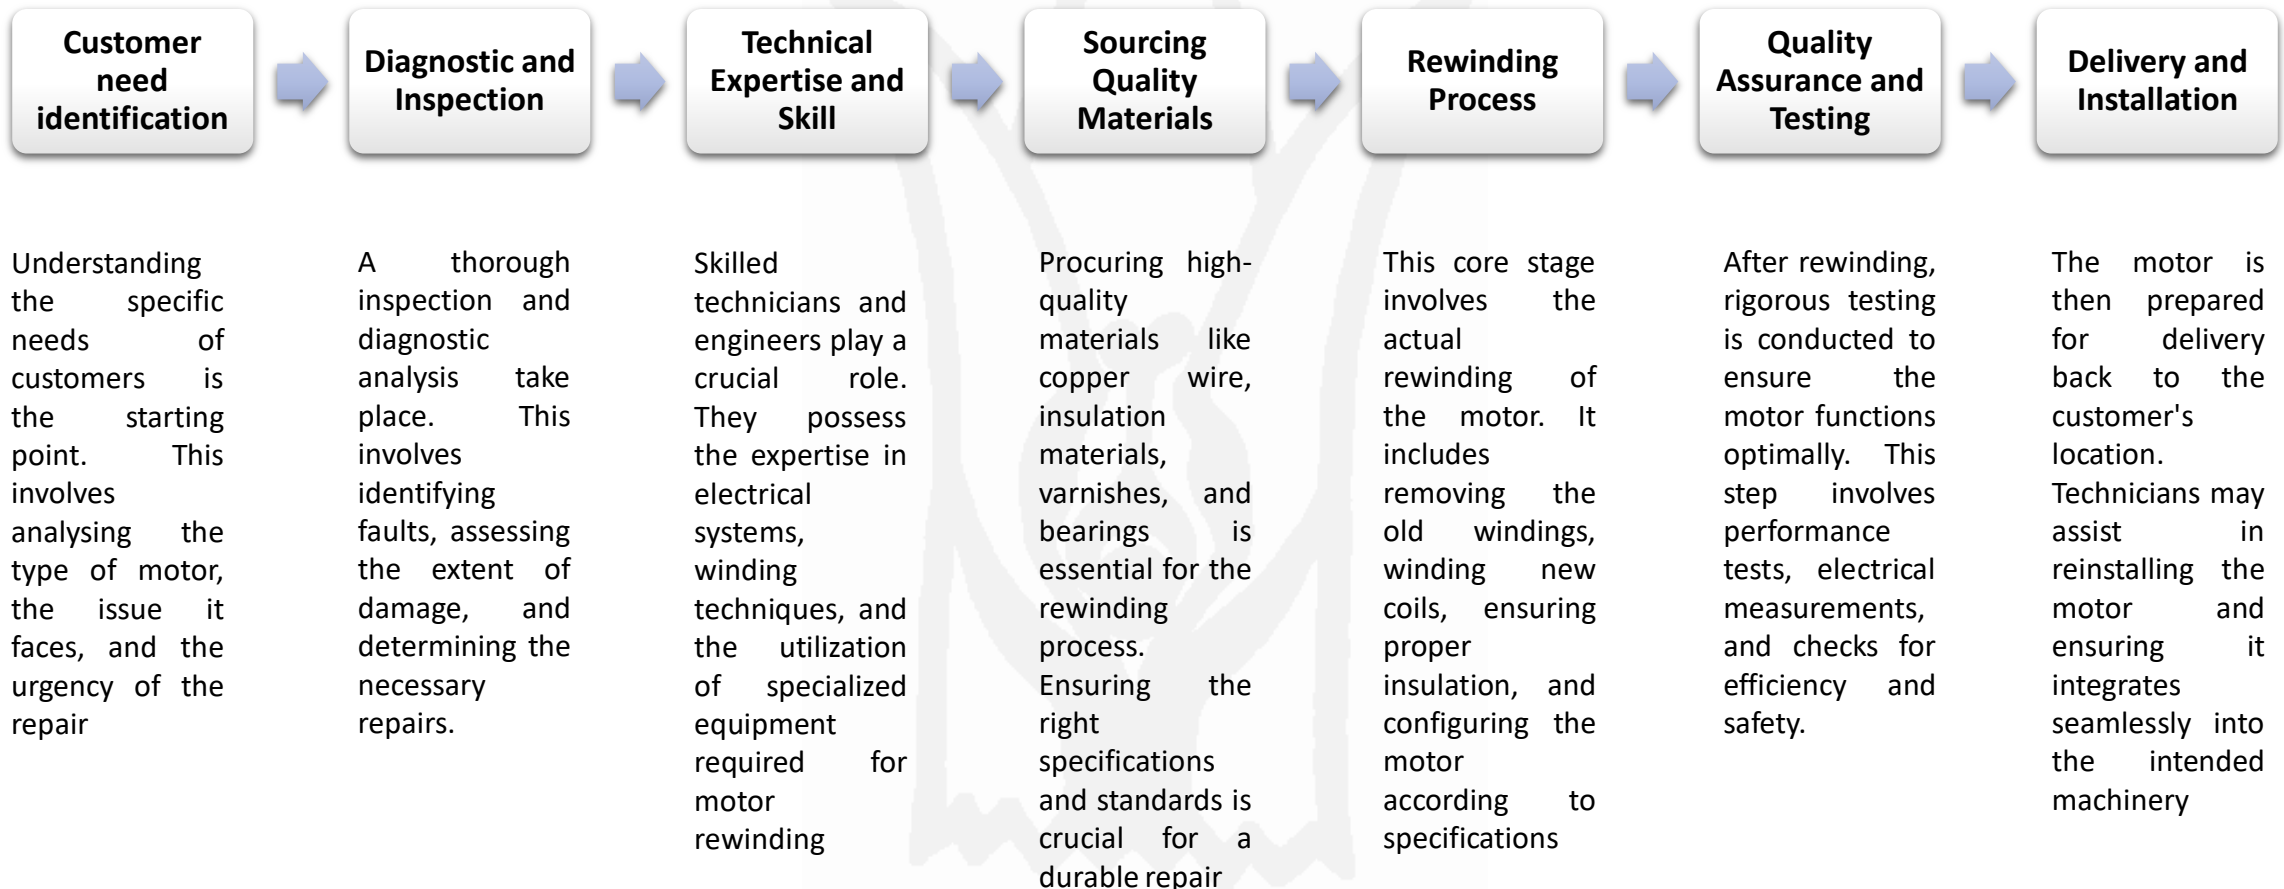 Customer
need
identification
Diagnostic and
Inspection
Technical
Expertise and
Skill
Sourcing
Quality
Materials
Rewinding
Process
Quality
Assurance and
Testing
Delivery and
Installation
Understanding
the specific
needs of
customers is
the starting
point. This
involves
analysing the
type of motor,
the issue it
faces, and the
urgency of the
repair
A thorough
inspection and
diagnostic
analysis take
place. This
involves
identifying
faults, assessing
the extent of
damage, and
determining the
necessary
repairs.
Skilled
technicians and
engineers play a
crucial role.
They possess
the expertise in
electrical
systems,
winding
techniques, and
the utilization
of specialized
equipment
required for
motor
rewinding
Procuring high-
quality
materials like
copper wire,
insulation
materials,
varnishes, and
bearings is
essential for the
rewinding
process.
Ensuring the
right
specifications
and standards is
crucial for a
durable repair
This core stage
involves the
actual
rewinding of
the motor. It
includes
removing the
old windings,
winding new
coils, ensuring
proper
insulation, and
configuring the
motor
according to
specifications
After rewinding,
rigorous testing
is conducted to
ensure the
motor functions
optimally. This
step involves
performance
tests, electrical
measurements,
and checks for
efficiency and
safety.
The motor is
then prepared
for delivery
back to the
customer's
location.
Technicians may
assist in
reinstalling the
motor and
ensuring it
integrates
seamlessly into
the intended
machinery